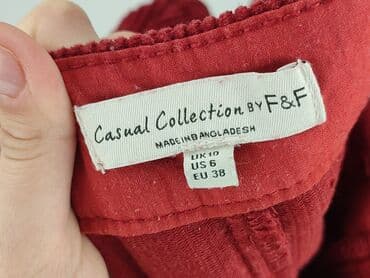 Casual Collection BY F&F
MADE IN BANGLADESH
UK 10
US 6
EU 38